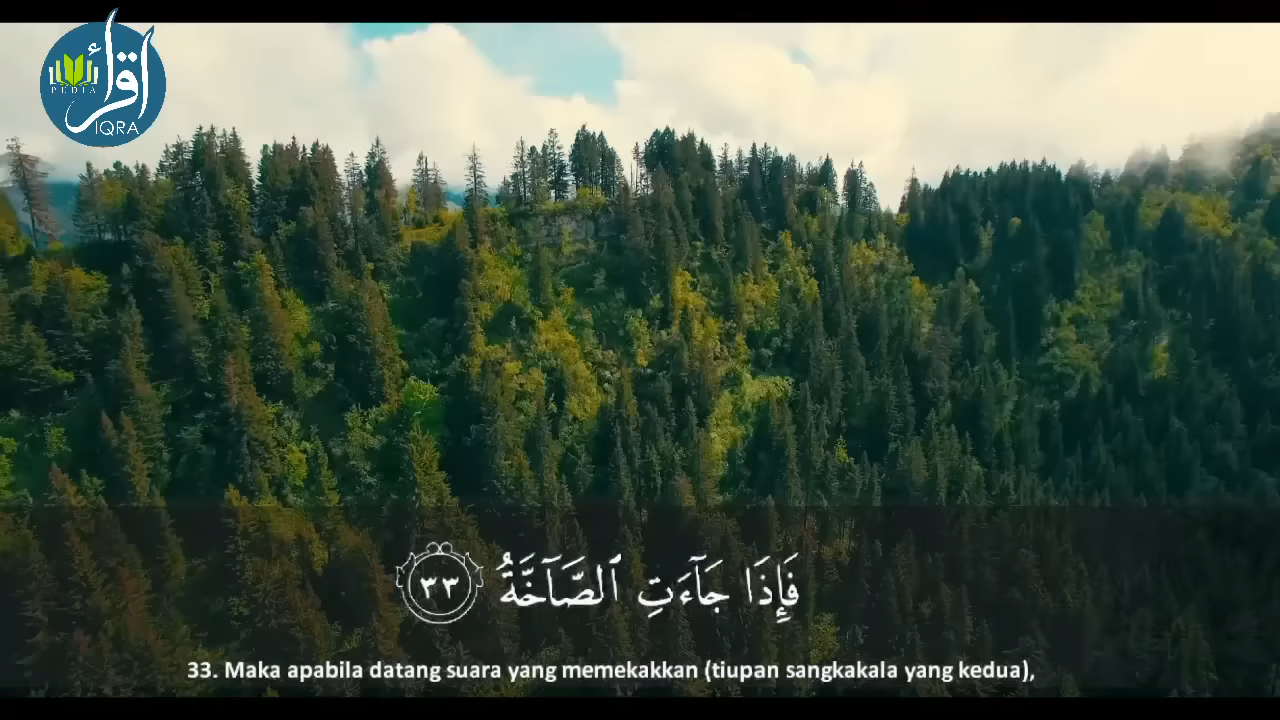 اقرأ
PEDIA
IQRA
فَإِذَا جَآءَتِ ٱلصَّآخَّةُ ٣٣
33. Maka apabila datang suara yang memekakkan (tiupan sangkakala yang kedua),